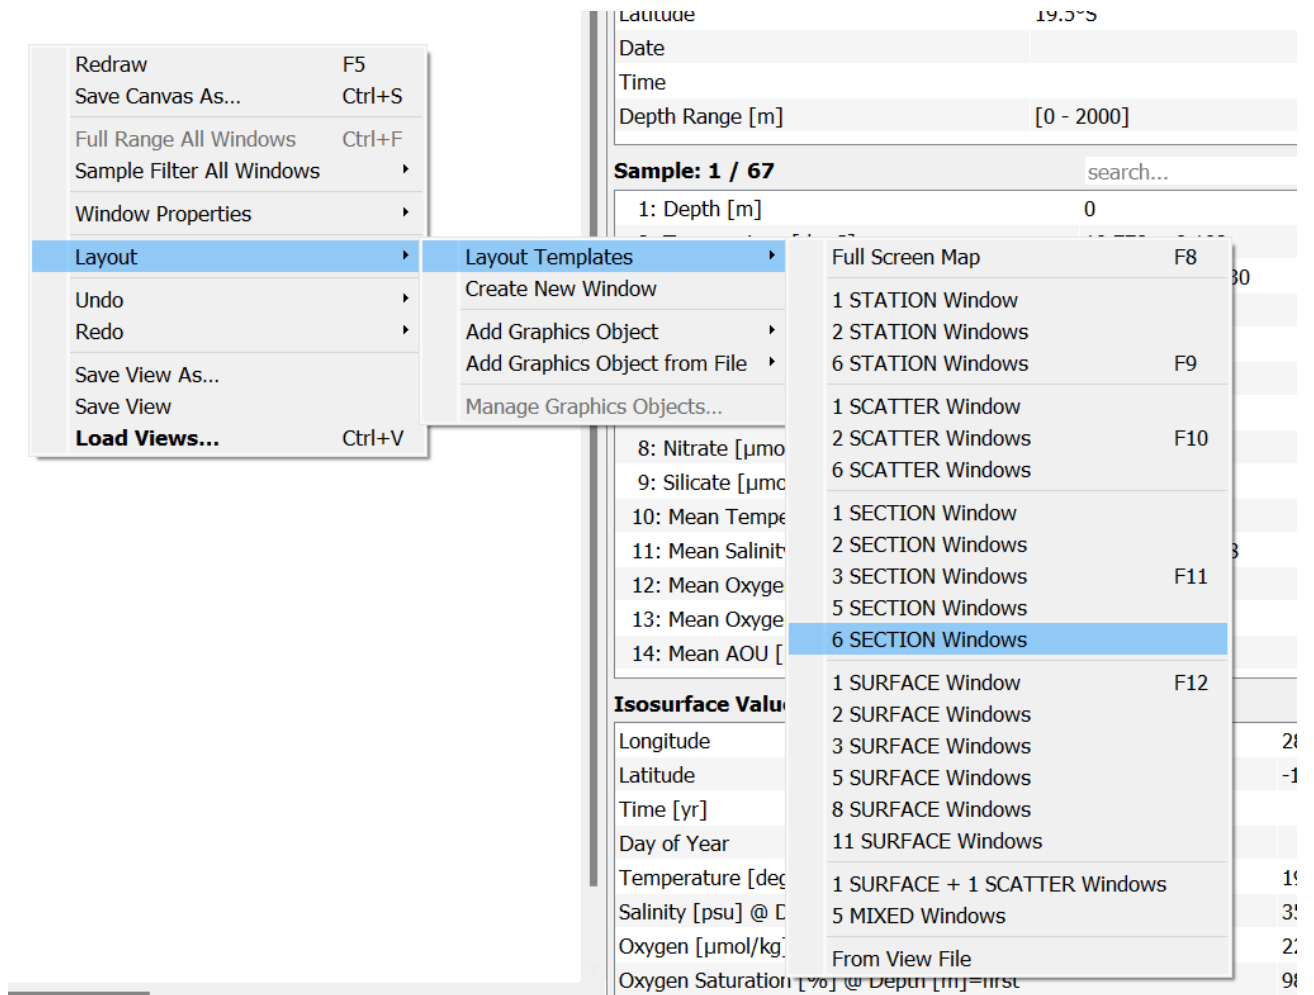 Latitude 19.5°S
Date
Time
Depth Range [m] [0 - 2000]
Sample: 1 / 67 search...
1: Depth [m] 0
8: Nitrate [µmo
9: Silicate [µmo
10: Mean Tempe
11: Mean Salinit
12: Mean Oxyge
13: Mean Oxyge
14: Mean AOU [
Isosurface Valu
Longitude 28
Latitude -1
Time [yr]
Day of Year
Temperature [deg 19
Salinity [psu] @ D 35
Oxygen [µmol/kg] 22
Oxygen Saturation [%] @ Depth [m]=first 98
Redraw F5
Save Canvas As... Ctrl+S
Full Range All Windows Ctrl+F
Sample Filter All Windows
Window Properties
Layout
Undo
Redo
Save View As...
Save View
Load Views... Ctrl+V
Layout Templates
Create New Window
Add Graphics Object
Add Graphics Object from File
Manage Graphics Objects...
Full Screen Map F8
1 STATION Window
2 STATION Windows
6 STATION Windows F9
1 SCATTER Window
2 SCATTER Windows F10
6 SCATTER Windows
1 SECTION Window
2 SECTION Windows
3 SECTION Windows F11
5 SECTION Windows
6 SECTION Windows
1 SURFACE Window F12
2 SURFACE Windows
3 SURFACE Windows
5 SURFACE Windows
8 SURFACE Windows
11 SURFACE Windows
1 SURFACE + 1 SCATTER Windows
5 MIXED Windows
From View File